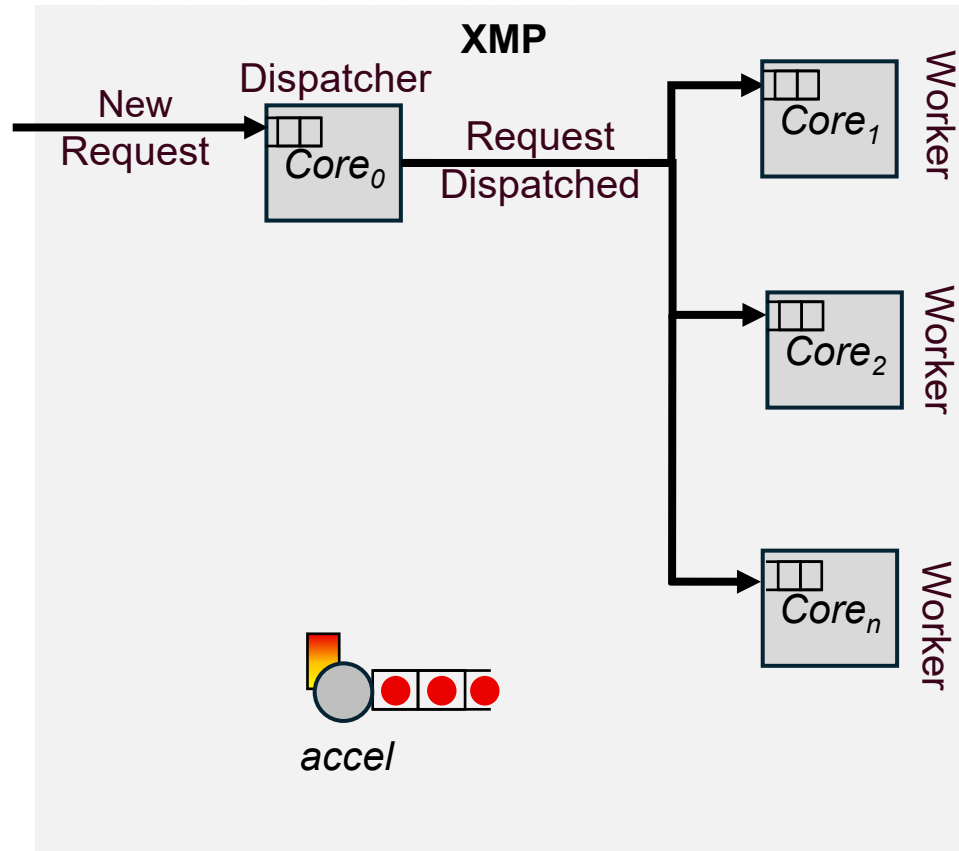 XMP
Dispatcher
New
Request
Core0
Request
Dispatched
Core1
Worker
Core2
Worker
Coren
Worker
accel